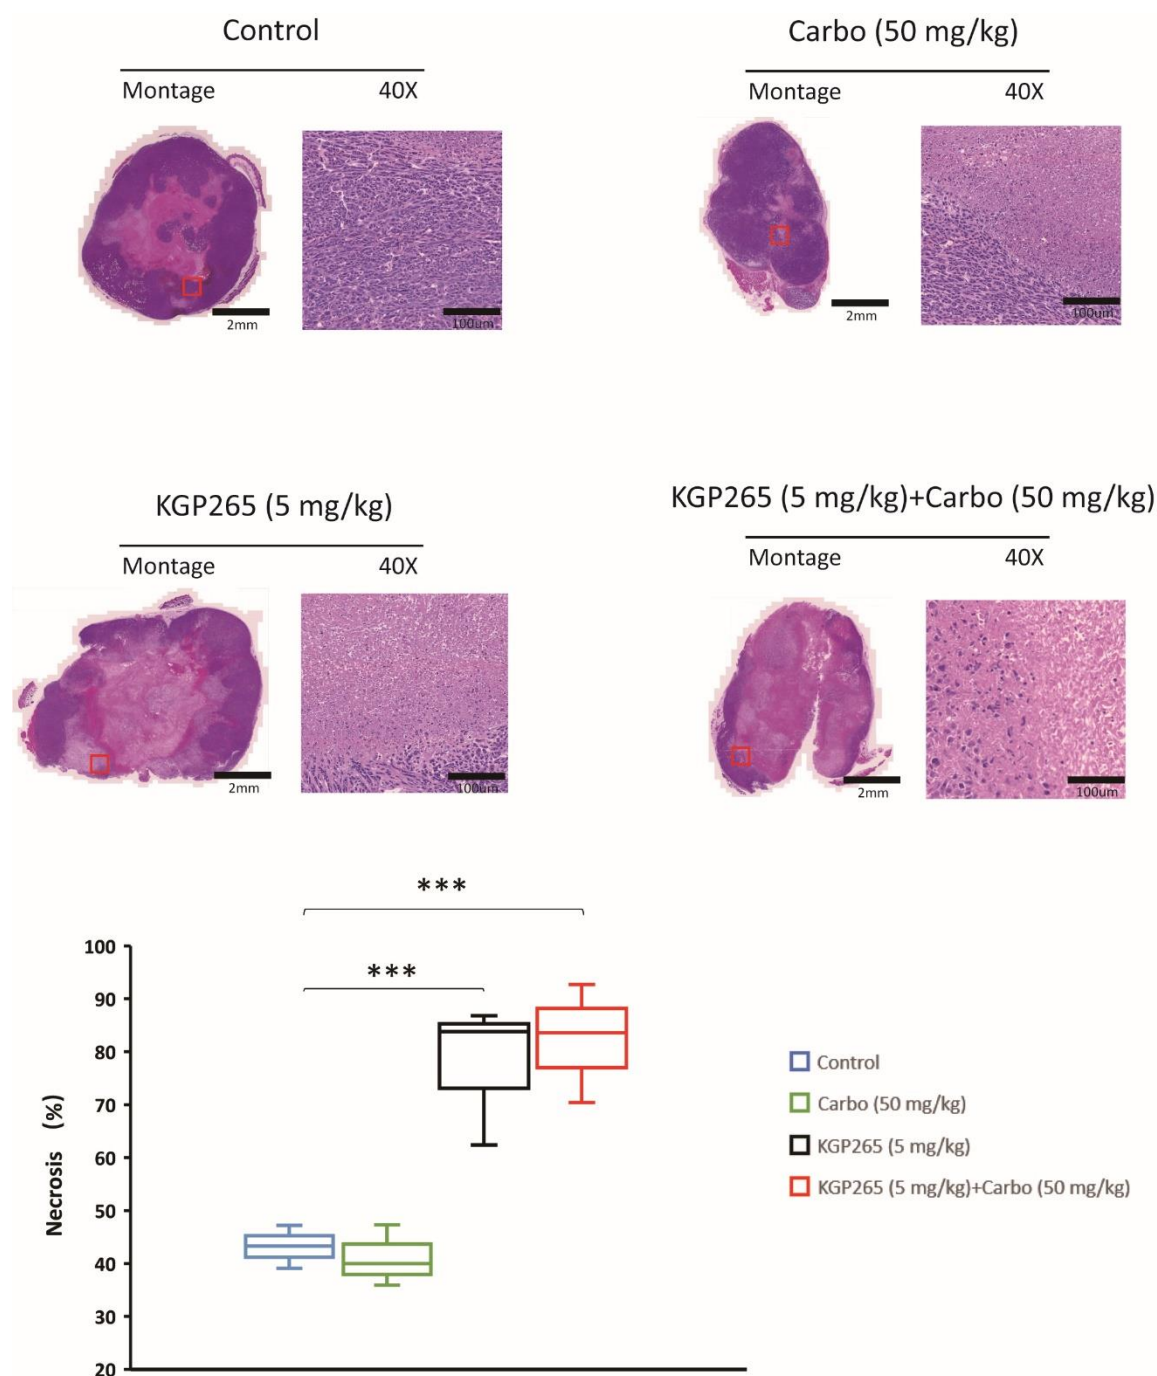 Control
Carbo (50 mg/kg)
Montage 40X
Montage 40X
2mm
100um
2mm
100um
KGP265 (5 mg/kg)
KGP265 (5 mg/kg)+Carbo (50 mg/kg)
Montage 40X
Montage 40X
2mm
100um
2mm
100um
***
***
100
90
80
70
60
50
40
30
20
Necrosis (%)
Control
Carbo (50 mg/kg)
KGP265 (5 mg/kg)
KGP265 (5 mg/kg)+Carbo (50 mg/kg)